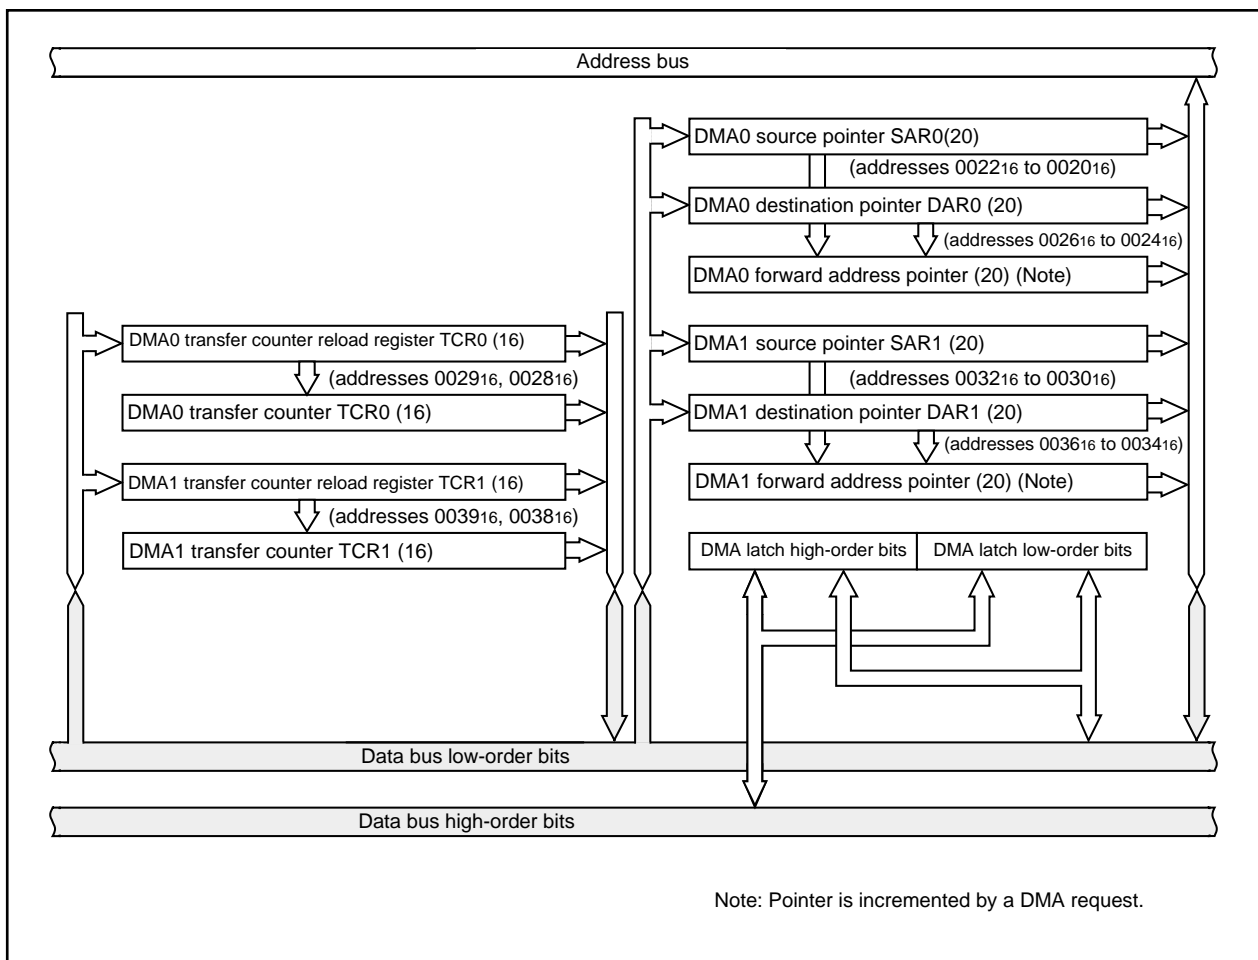 Address bus
DMA0 source pointer SAR0(20)
(addresses 002216 to 002016)
DMA0 destination pointer DAR0 (20)
(addresses 002616 to 002416)
DMA0 forward address pointer (20) (Note)
DMA0 transfer counter reload register TCR0 (16)
(addresses 002916, 002816)
DMA0 transfer counter TCR0 (16)
DMA1 transfer counter reload register TCR1 (16)
(addresses 003916, 003816)
DMA1 transfer counter TCR1 (16)
DMA1 source pointer SAR1 (20)
(addresses 003216 to 003016)
DMA1 destination pointer DAR1 (20)
(addresses 003616 to 003416)
DMA1 forward address pointer (20) (Note)
DMA latch high-order bits
DMA latch low-order bits
Data bus low-order bits
Data bus high-order bits
Note: Pointer is incremented by a DMA request.